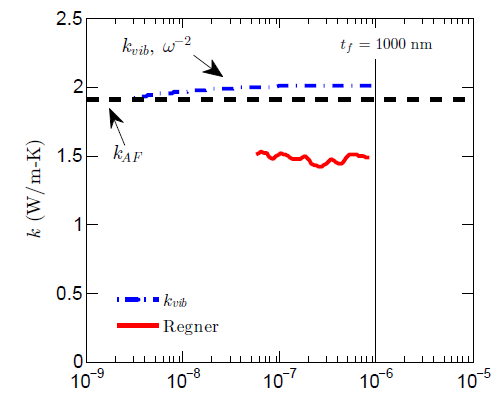 2.5
k_vib, ω⁻²
t_f = 1000 nm
2
k_AF
1.5
k (W/m-K)
1
0.5
k_vib
Regner
0
10⁻⁹ 10⁻⁸ 10⁻⁷ 10⁻⁶ 10⁻⁵